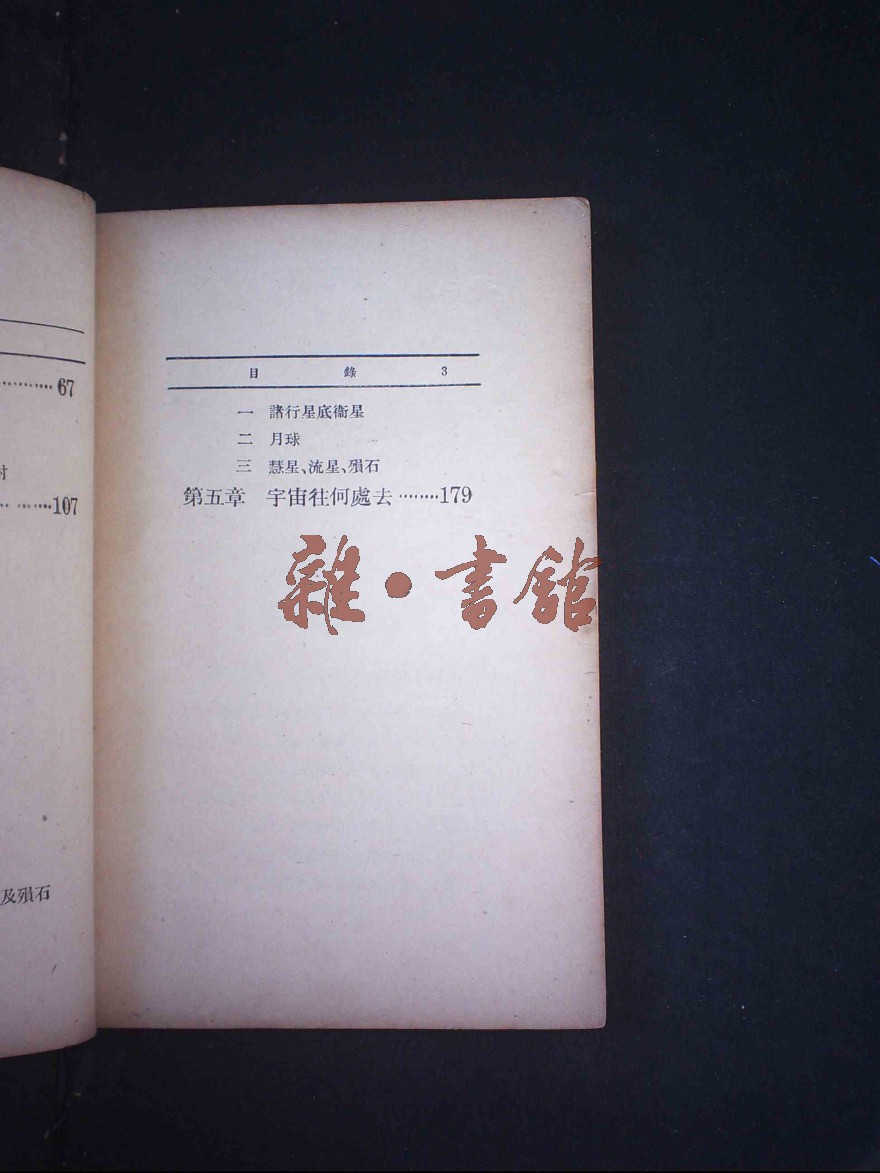 67
107
及殞石
目錄 3
一 諸行星底衞星
二 月球
三 慧星、流星、殞石
第五章 宇宙往何處去………179
雜·書館